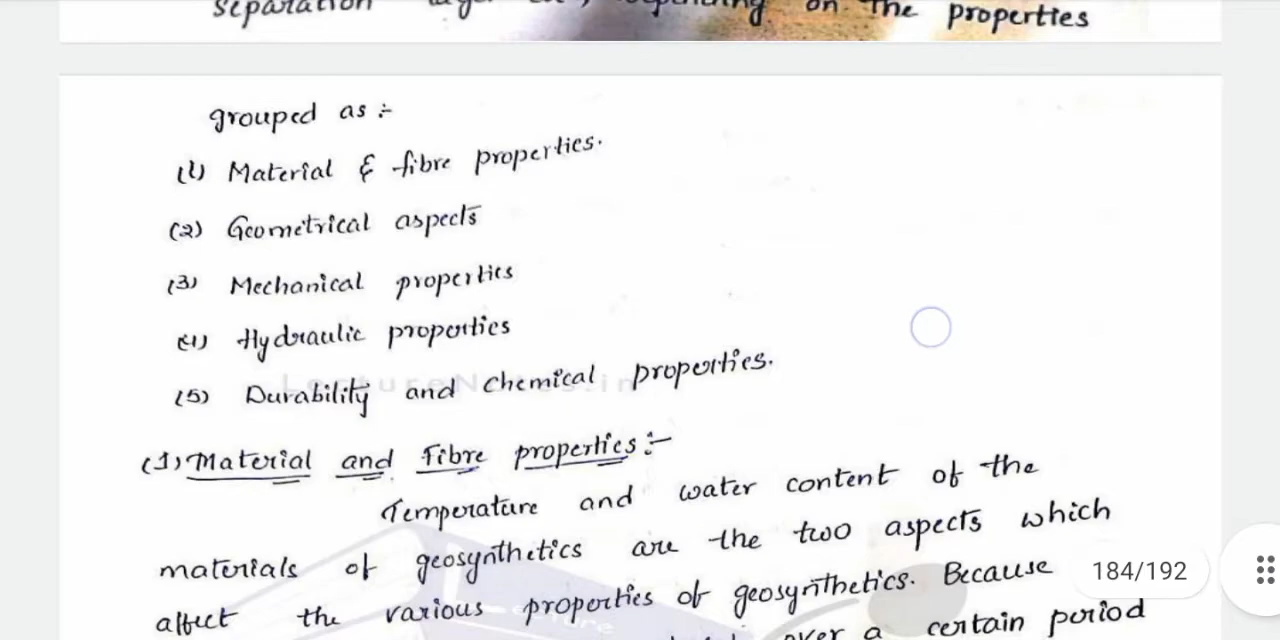 separation on the properties
grouped as :-
(1) Material & fibre properties.
(2) Geometrical aspects
(3) Mechanical properties
(4) Hydraulic properties
(5) Durability and chemical properties.
(1) Material and Fibre properties :-
Temperature and water content of the
materials of geosynthetics are the two aspects which
affect the various properties of geosynthetics. Because
184/192
over a certain period